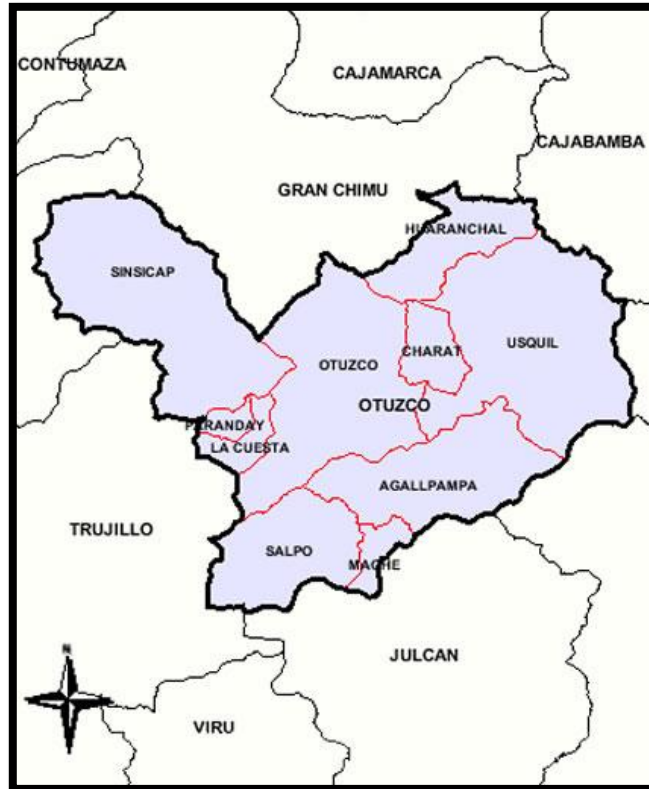 CONTUMAZA
CAJAMARCA
CAJABAMBA
GRAN CHIMU
HUARANCHAL
SINSICAP
CHARAT
USQUIL
OTUZCO
OTUZCO
PARANDAY
LA CUESTA
AGALLPAMPA
TRUJILLO
SALPO
MACHE
JULCAN
N
VIRU